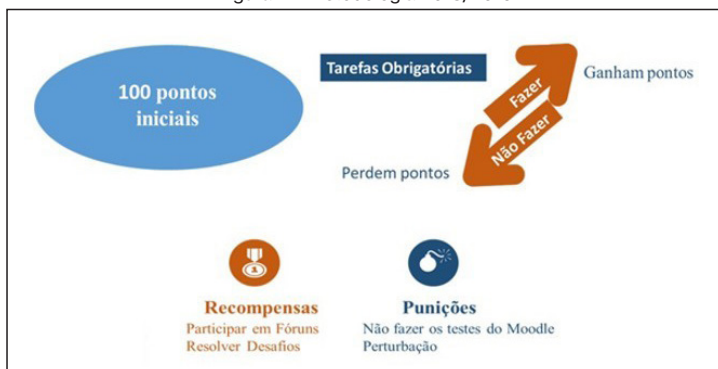 100 pontos
iniciais
Tarefas Obrigatórias
Fazer
Ganham pontos
Não Fazer
Perdem pontos
1
Recompensas
Participar em Fóruns
Resolver Desafios
Punições
Não fazer os testes do Moodle
Perturbação